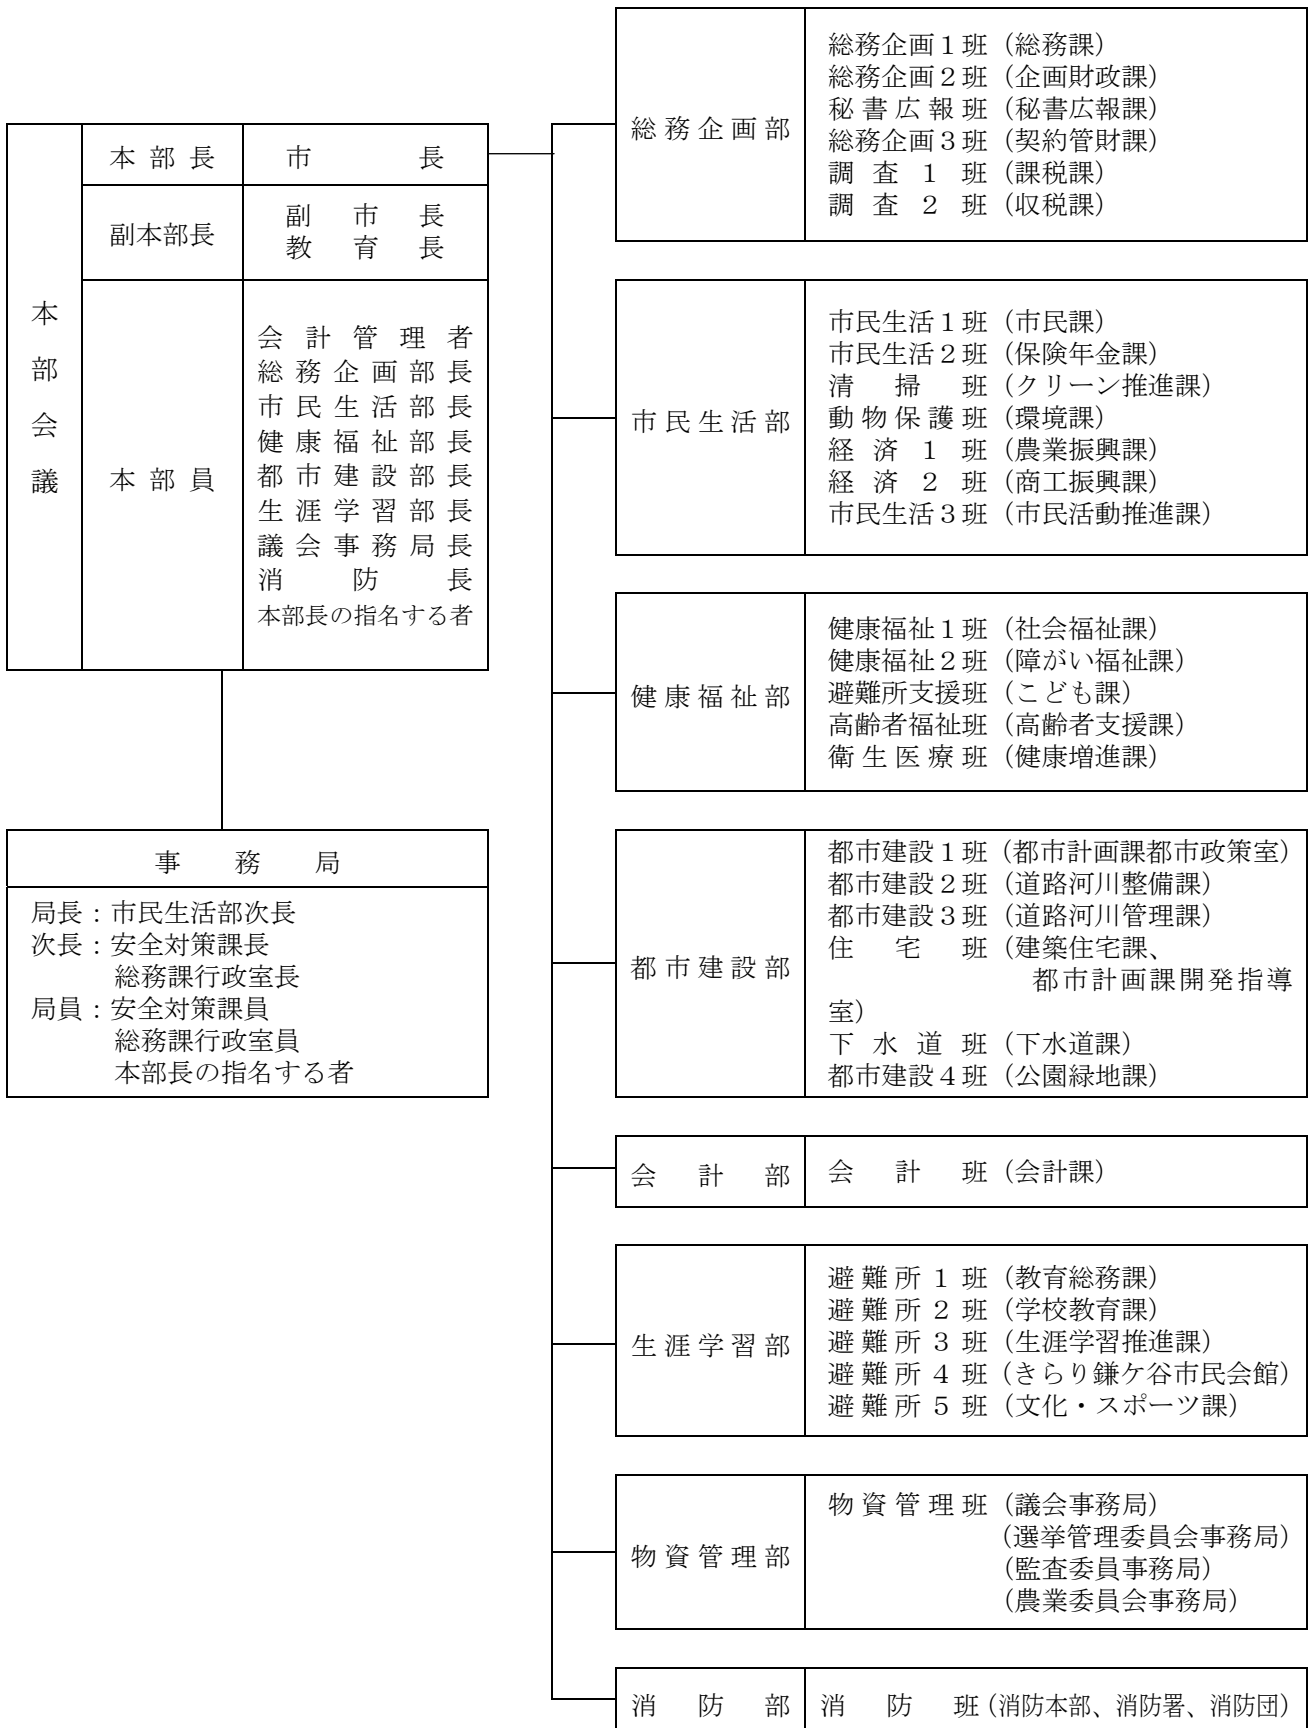 本部会議
本部長 市長
副本部長 副市長
教育長
本部員 会計管理者
総務企画部長
市民生活部長
健康福祉部長
都市建設部長
生涯学習部長
議会事務局長
消防長
本部長の指名する者
事務局
局長：市民生活部次長
次長：安全対策課長
総務課行政室長
局員：安全対策課員
総務課行政室員
本部長の指名する者
総務企画部
総務企画１班（総務課）
総務企画２班（企画財政課）
秘書広報班（秘書広報課）
総務企画３班（契約管財課）
調査１班（課税課）
調査２班（収税課）
市民生活部
市民生活１班（市民課）
市民生活２班（保険年金課）
清掃班（クリーン推進課）
動物保護班（環境課）
経済１班（農業振興課）
経済２班（商工振興課）
市民生活３班（市民活動推進課）
健康福祉部
健康福祉１班（社会福祉課）
健康福祉２班（障がい福祉課）
避難所支援班（こども課）
高齢者福祉班（高齢者支援課）
衛生医療班（健康増進課）
都市建設部
都市建設１班（都市計画課都市政策室）
都市建設２班（道路河川整備課）
都市建設３班（道路河川管理課）
住宅班（建築住宅課、
都市計画課開発指導
室）
下水道班（下水道課）
都市建設４班（公園緑地課）
会計部
会計班（会計課）
生涯学習部
避難所１班（教育総務課）
避難所２班（学校教育課）
避難所３班（生涯学習推進課）
避難所４班（きらり鎌ケ谷市民会館）
避難所５班（文化・スポーツ課）
物資管理部
物資管理班（議会事務局）
（選挙管理委員会事務局）
（監査委員事務局）
（農業委員会事務局）
消防部
消防班（消防本部、消防署、消防団）